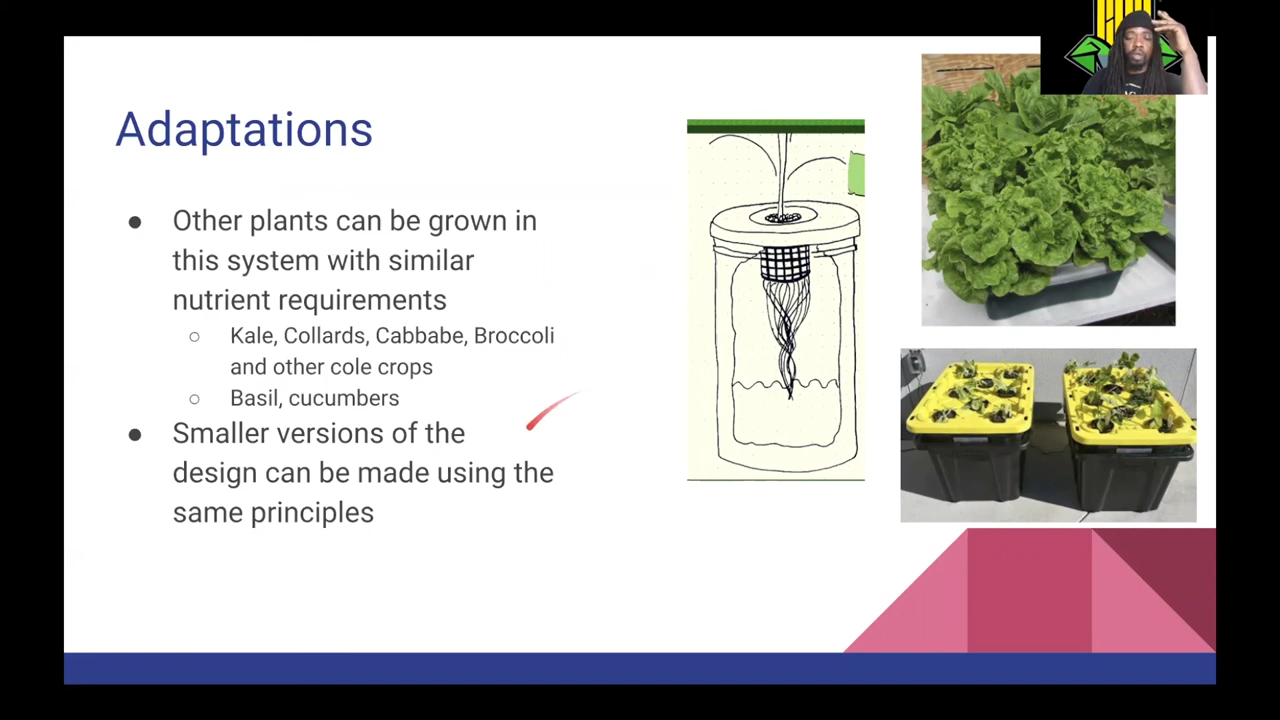 Adaptations
● Other plants can be grown in
this system with similar
nutrient requirements
○ Kale, Collards, Cabbabe, Broccoli
and other cole crops
○ Basil, cucumbers
● Smaller versions of the
design can be made using the
same principles